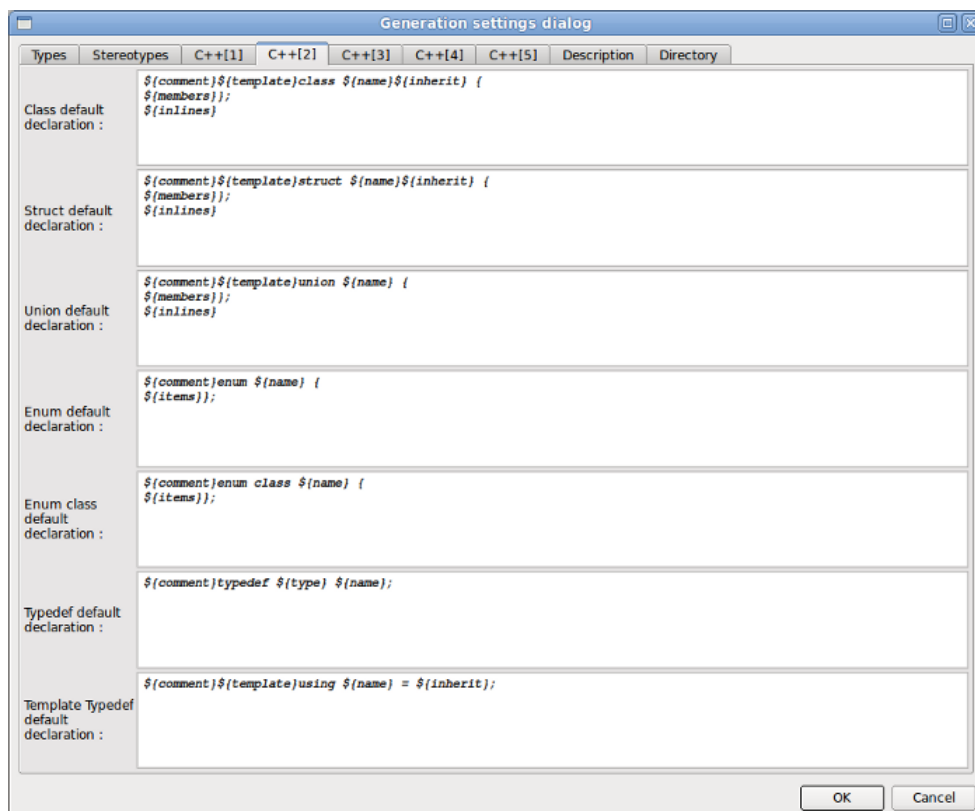 Generation settings dialog
Types Stereotypes C++[1] C++[2] C++[3] C++[4] C++[5] Description Directory
Class default
declaration :
${comment}${template}class ${name}${inherit} {
${members}};
${inlines}
Struct default
declaration :
${comment}${template}struct ${name}${inherit} {
${members}};
${inlines}
Union default
declaration :
${comment}${template}union ${name} {
${members}};
${inlines}
Enum default
declaration :
${comment}enum ${name} {
${items}};
Enum class
default
declaration :
${comment}enum class ${name} {
${items}};
Typedef default
declaration :
${comment}typedef ${type} ${name};
Template Typedef
default
declaration :
${comment}${template}using ${name} = ${inherit};
OK Cancel